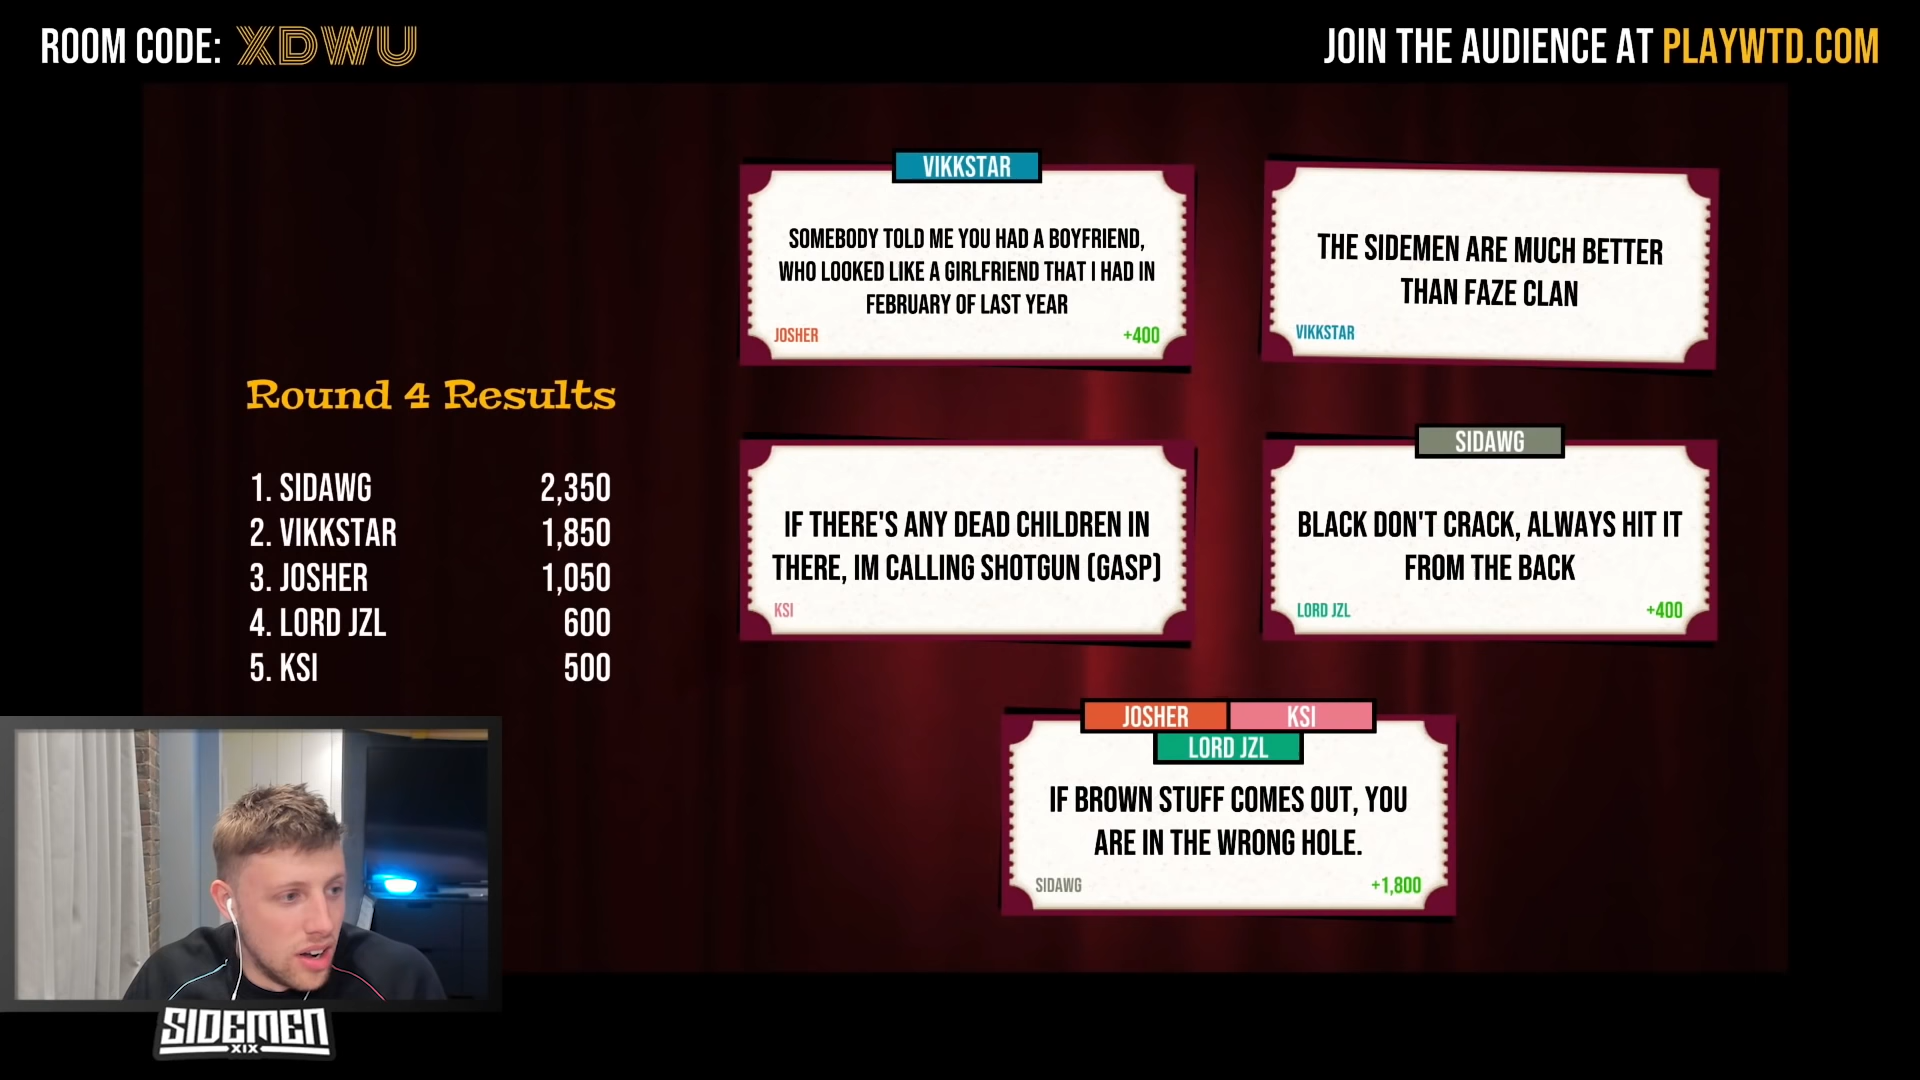 ROOM CODE: XDWU
JOIN THE AUDIENCE AT PLAYWTD.COM
Round 4 Results
1. SIDAWG 2,350
2. VIKKSTAR 1,850
3. JOSHER 1,050
4. LORD JZL 600
5. KSI 500
VIKKSTAR
SOMEBODY TOLD ME YOU HAD A BOYFRIEND,
WHO LOOKED LIKE A GIRLFRIEND THAT I HAD IN
FEBRUARY OF LAST YEAR
JOSHER +400
THE SIDEMEN ARE MUCH BETTER
THAN FAZE CLAN
VIKKSTAR
IF THERE'S ANY DEAD CHILDREN IN
THERE, IM CALLING SHOTGUN (GASP)
KSI
SIDAWG
BLACK DON'T CRACK, ALWAYS HIT IT
FROM THE BACK
LORD JZL +400
JOSHER KSI
LORD JZL
IF BROWN STUFF COMES OUT, YOU
ARE IN THE WRONG HOLE.
SIDAWG +1,800
SIDEMEN
XIX